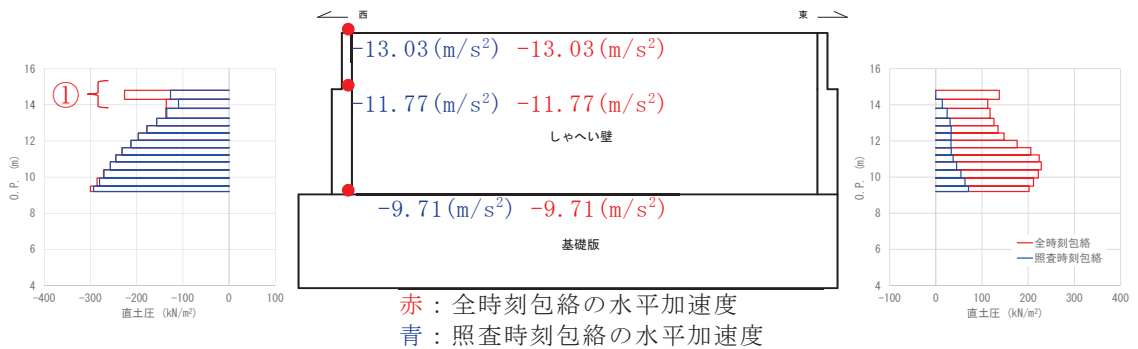 西
東
-13.03(m/s²) -13.03(m/s²)
-11.77(m/s²) -11.77(m/s²)
しゃへい壁
-9.71(m/s²) -9.71(m/s²)
基礎版
赤：全時刻包絡の水平加速度
青：照査時刻包絡の水平加速度
①
16
14
12
10
8
6
4
O.P. (m)
-400 -300 -200 -100 0 100
直土圧 (kN/m²)
16
14
12
10
8
6
4
O.P. (m)
全時刻包絡
照査時刻包絡
-100 0 100 200 300 400
直土圧 (kN/m²)